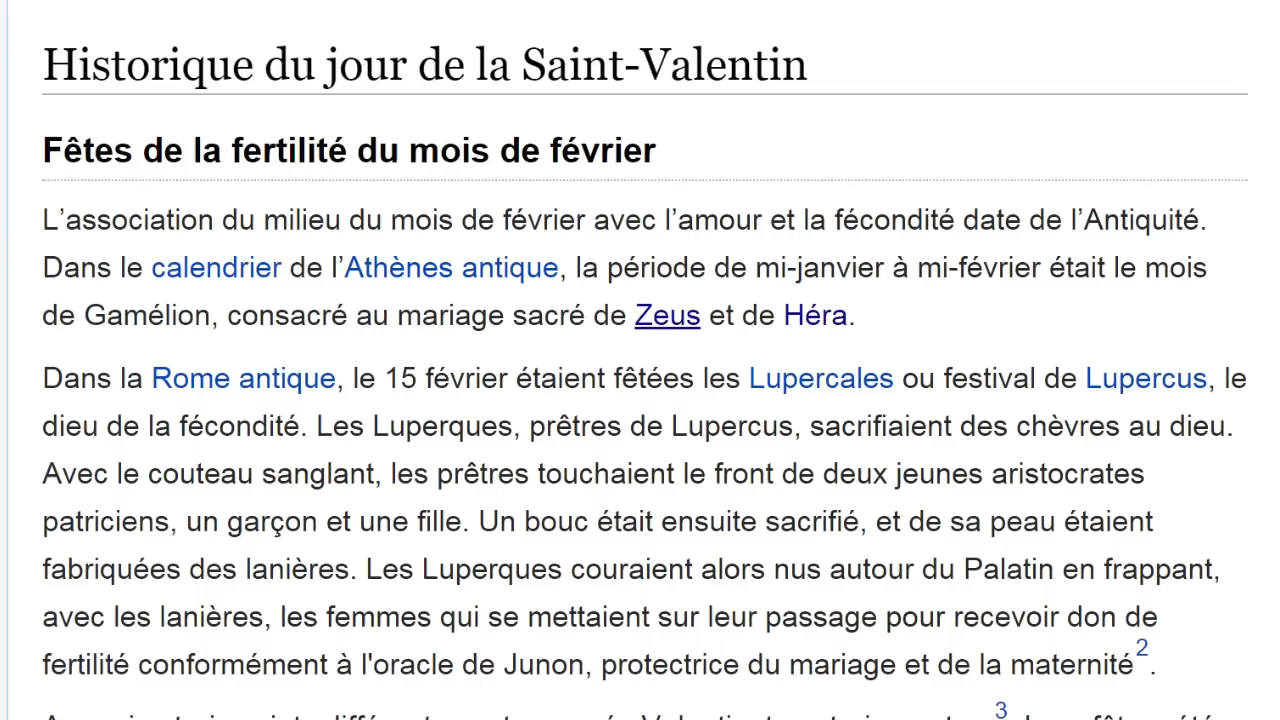 Historique du jour de la Saint-Valentin
Fêtes de la fertilité du mois de février
L’association du milieu du mois de février avec l’amour et la fécondité date de l’Antiquité.
Dans le calendrier de l’Athènes antique, la période de mi-janvier à mi-février était le mois
de Gamélion, consacré au mariage sacré de Zeus et de Héra.
Dans la Rome antique, le 15 février étaient fêtées les Lupercales ou festival de Lupercus, le
dieu de la fécondité. Les Luperques, prêtres de Lupercus, sacrifiaient des chèvres au dieu.
Avec le couteau sanglant, les prêtres touchaient le front de deux jeunes aristocrates
patriciens, un garçon et une fille. Un bouc était ensuite sacrifié, et de sa peau étaient
fabriquées des lanières. Les Luperques couraient alors nus autour du Palatin en frappant,
avec les lanières, les femmes qui se mettaient sur leur passage pour recevoir don de
fertilité conformément à l'oracle de Junon, protectrice du mariage et de la maternité2.
3